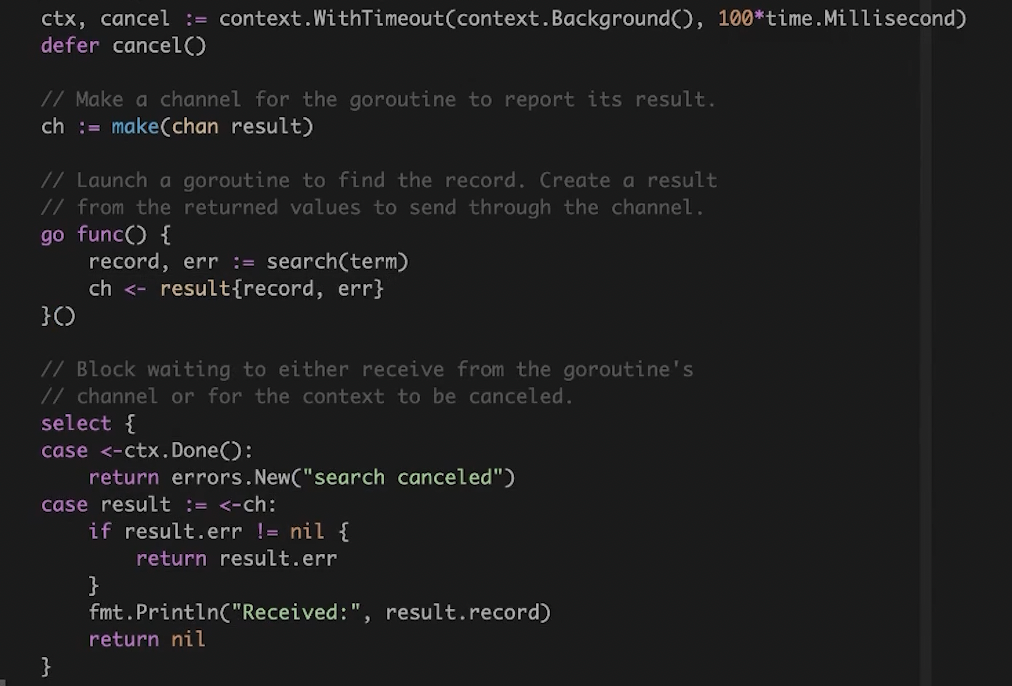 ctx, cancel := context.WithTimeout(context.Background(), 100*time.Millisecond)
defer cancel()
// Make a channel for the goroutine to report its result.
ch := make(chan result)
// Launch a goroutine to find the record. Create a result
// from the returned values to send through the channel.
go func() {
    record, err := search(term)
    ch <- result{record, err}
}()
// Block waiting to either receive from the goroutine's
// channel or for the context to be canceled.
select {
case <-ctx.Done():
    return errors.New("search canceled")
case result := <-ch:
    if result.err != nil {
        return result.err
    }
    fmt.Println("Received:", result.record)
    return nil
}